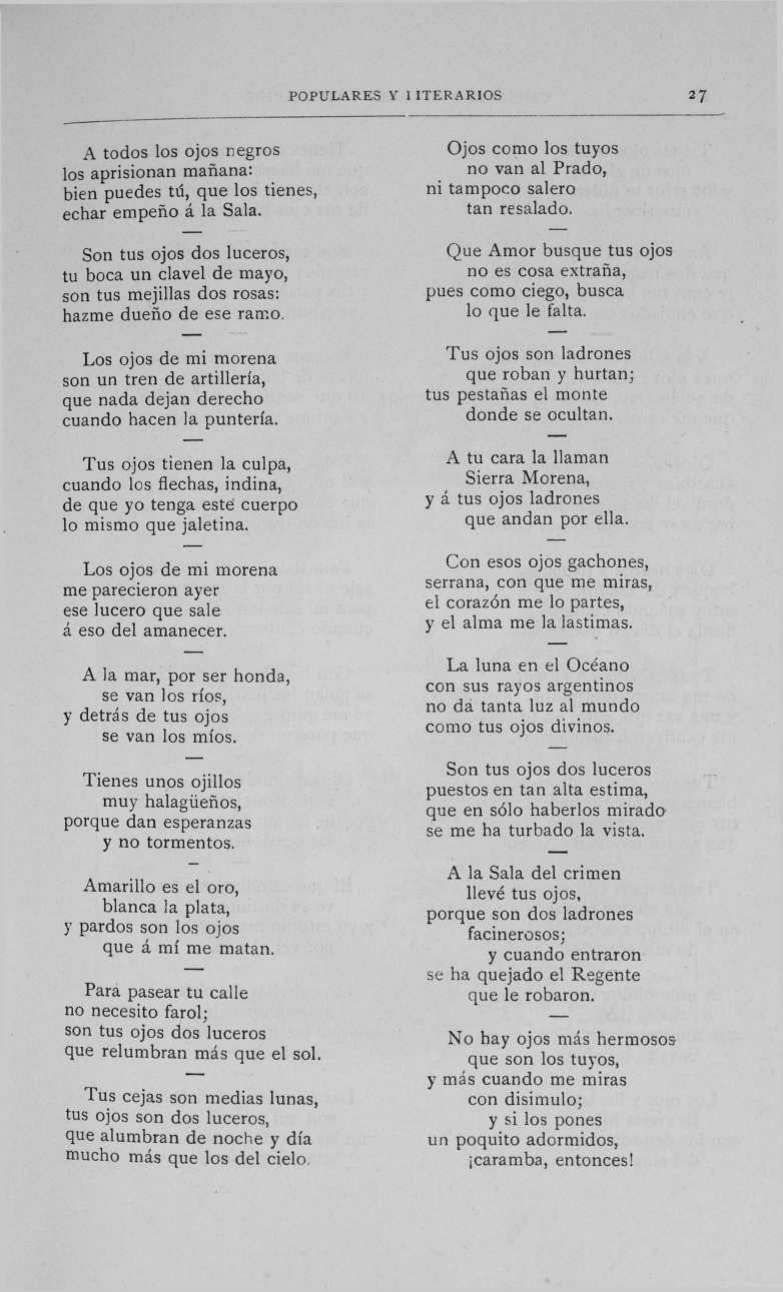 POPULARES Y LITERARIOS 27
A todos los ojos negros
los aprisionan mañana:
bien puedes tú, que los tienes,
echar empeño á la Sala.
Son tus ojos dos luceros,
tu boca un clavel de mayo,
son tus mejillas dos rosas:
hazme dueño de ese ramo.
Los ojos de mi morena
son un tren de artillería,
que nada dejan derecho
cuando hacen la puntería.
Tus ojos tienen la culpa,
cuando los flechas, indina,
de que yo tenga este cuerpo
lo mismo que jaletina.
Los ojos de mi morena
me parecieron ayer
ese lucero que sale
á eso del amanecer.
A la mar, por ser honda,
se van los ríos,
y detrás de tus ojos
se van los míos.
Tienes unos ojillos
muy halagüeños,
porque dan esperanzas
y no tormentos.
Amarillo es el oro,
blanca la plata,
y pardos son los ojos
que á mí me matan.
Para pasear tu calle
no necesito farol;
son tus ojos dos luceros
que relumbran más que el sol.
Tus cejas son medias lunas,
tus ojos son dos luceros,
que alumbran de noche y día
mucho más que los del cielo.
Ojos como los tuyos
no van al Prado,
ni tampoco salero
tan resalado.
Que Amor busque tus ojos
no es cosa extraña,
pues como ciego, busca
lo que le falta.
Tus ojos son ladrones
que roban y hurtan;
tus pestañas el monte
donde se ocultan.
A tu cara la llaman
Sierra Morena,
y á tus ojos ladrones
que andan por ella.
Con esos ojos gachones,
serrana, con que me miras,
el corazón me lo partes,
y el alma me la lastimas.
La luna en el Océano
con sus rayos argentinos
no da tanta luz al mundo
como tus ojos divinos.
Son tus ojos dos luceros
puestos en tan alta estima,
que en sólo haberlos mirado
se me ha turbado la vista.
A la Sala del crimen
llevé tus ojos,
porque son dos ladrones
facinerosos;
y cuando entraron
se ha quejado el Regente
que le robaron.
No hay ojos más hermosos
que son los tuyos,
y más cuando me miras
con disimulo;
y si los pones
un poquito adormidos,
¡caramba, entonces!